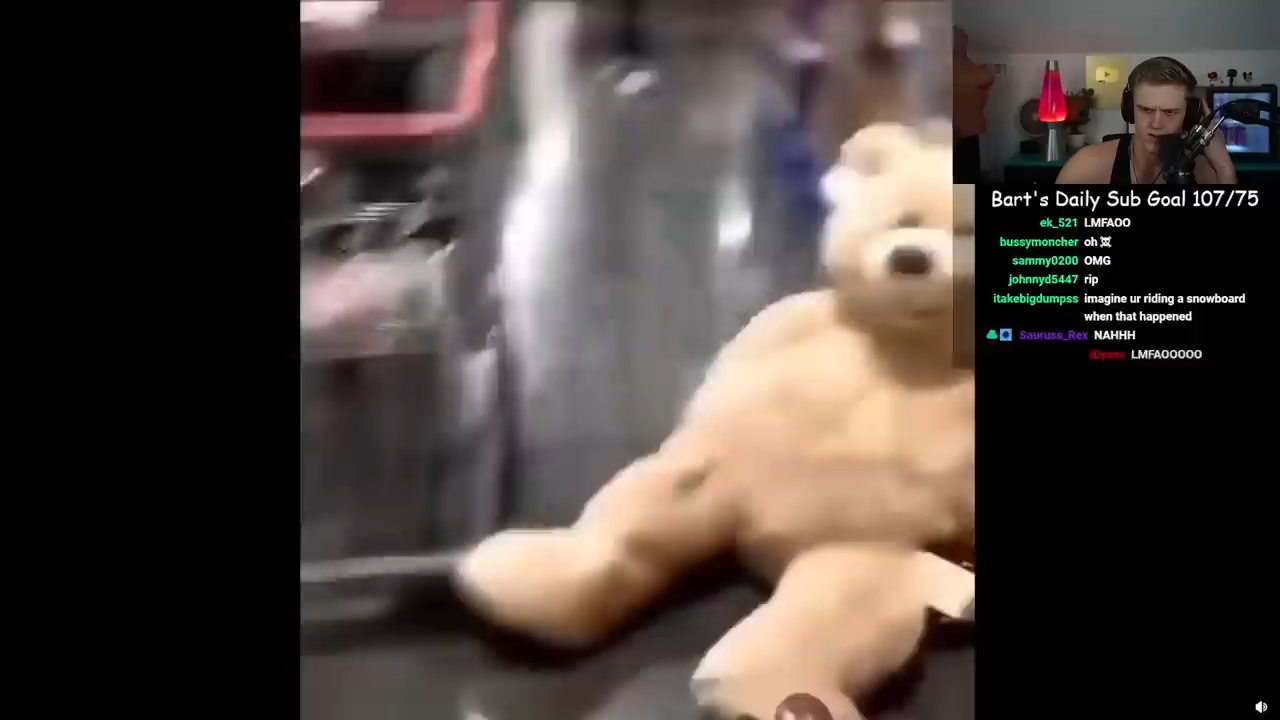 Bart's Daily Sub Goal 107/75
ek_521 LMFAOO
bussymoncher oh ☠
sammy0200 OMG
johnnyd5447 rip
itakebigdumpss imagine ur riding a snowboard
when that happened
Sauruss_Rex NAHHH
LMFAOOOOO